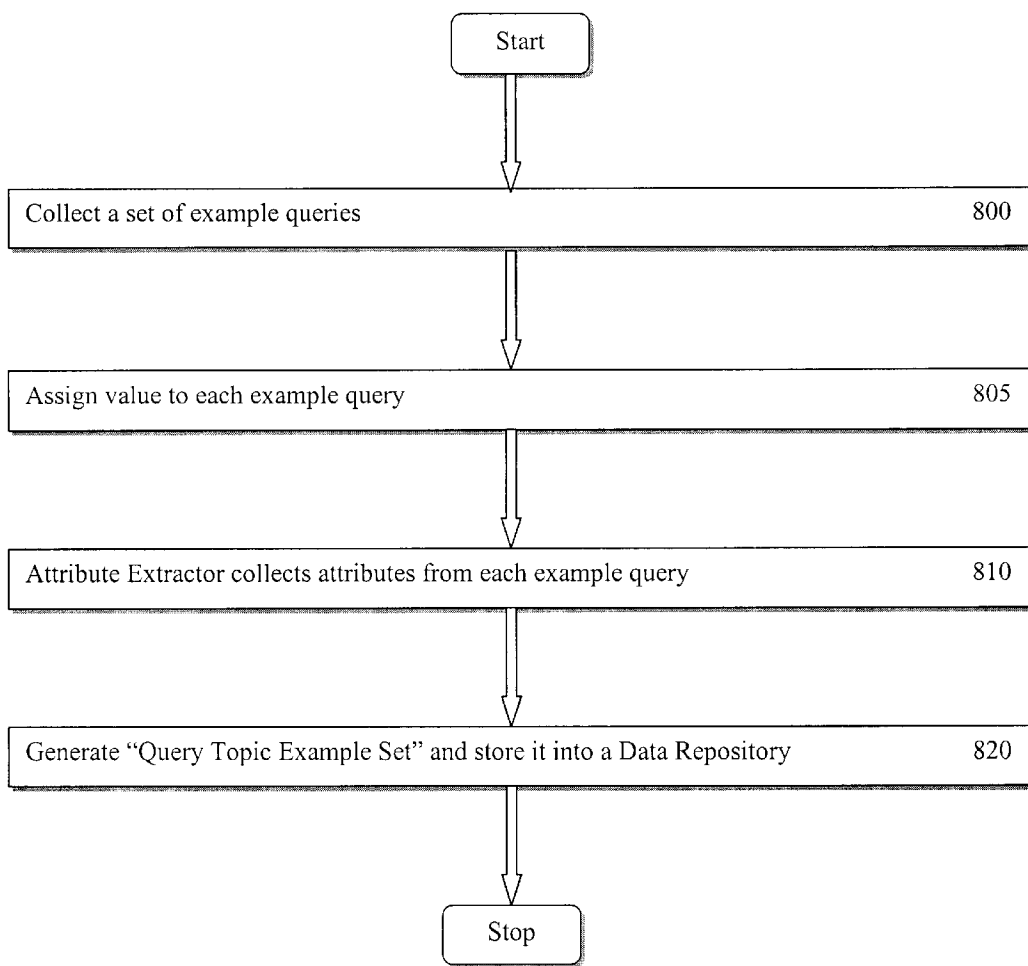 Start
Collect a set of example queries 800
Assign value to each example query 805
Attribute Extractor collects attributes from each example query 810
Generate “Query Topic Example Set” and store it into a Data Repository 820
Stop